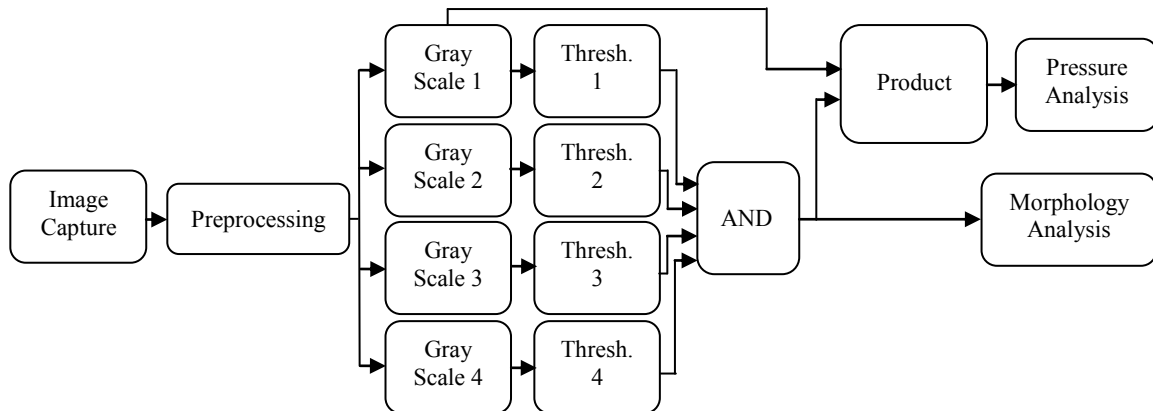 Image
Capture
Preprocessing
Gray
Scale 1
Thresh.
1
Gray
Scale 2
Thresh.
2
Gray
Scale 3
Thresh.
3
Gray
Scale 4
Thresh.
4
AND
Product
Pressure
Analysis
Morphology
Analysis